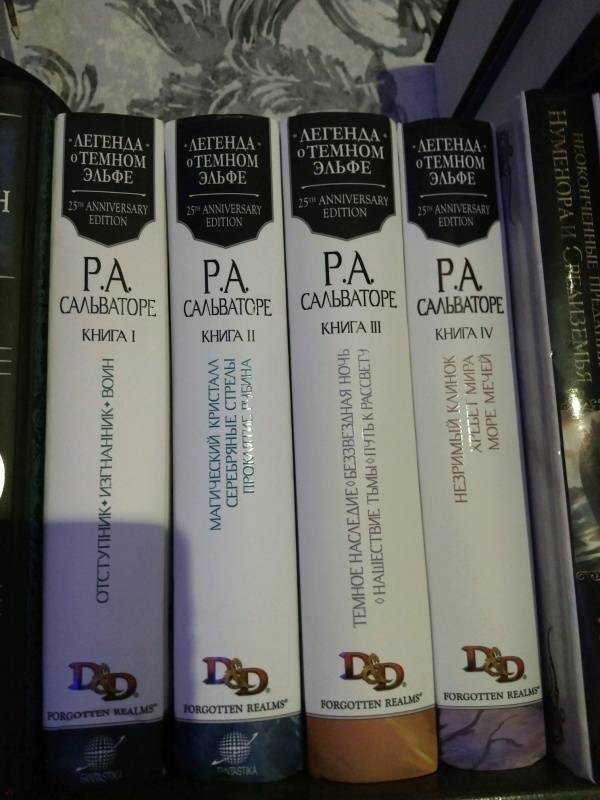 ЛЕГЕНДА
о ТЕМНОМ
ЭЛЬФЕ
25TH ANNIVERSARY
EDITION
Р.А.
САЛЬВАТОРЕ
КНИГА I
ОТСТУПНИК • ИЗГНАННИК • ВОИН
D&D®
FORGOTTEN REALMS®
FANTASTIKA
ЛЕГЕНДА
о ТЕМНОМ
ЭЛЬФЕ
25TH ANNIVERSARY
EDITION
Р.А.
САЛЬВАТОРЕ
КНИГА II
МАГИЧЕСКИЙ КРИСТАЛЛ
СЕРЕБРЯНЫЕ СТРЕЛЫ
ПРОКЛЯТИЕ РУБИНА
D&D®
FORGOTTEN REALMS®
FANTASTIKA
ЛЕГЕНДА
о ТЕМНОМ
ЭЛЬФЕ
25TH ANNIVERSARY
EDITION
Р.А.
САЛЬВАТОРЕ
КНИГА III
ТЕМНОЕ НАСЛЕДИЕ ◊ БЕЗЗВЕЗДНАЯ НОЧЬ
◊ НАШЕСТВИЕ ТЬМЫ ◊ ПУТЬ К РАССВЕТУ
D&D®
FORGOTTEN REALMS®
ЛЕГЕНДА
о ТЕМНОМ
ЭЛЬФЕ
25TH ANNIVERSARY
EDITION
Р.А.
САЛЬВАТОРЕ
КНИГА IV
НЕЗРИМЫЙ КЛИНОК
ХРЕБЕТ МИРА
МОРЕ МЕЧЕЙ
D&D®
FORGOTTEN REALMS®
НЕОКОНЧЕННЫЕ ПРЕДАНИЯ
НУМЕНОРА И СРЕДИЗЕМЬЯ